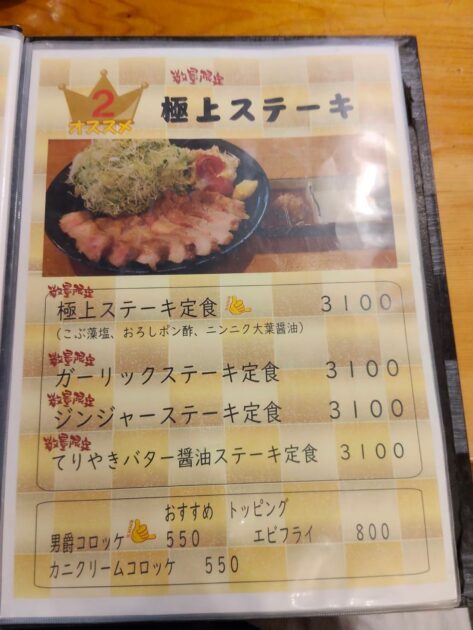 数量限定
2
オススメ
極上ステーキ
数量限定
極上ステーキ定食 3100
(こぶ藻塩、おろしポン酢、ニンニク大葉醤油)
数量限定
ガーリックステーキ定食 3100
数量限定
ジンジャーステーキ定食 3100
数量限定
てりやきバター醤油ステーキ定食 3100
おすすめ トッピング
男爵コロッケ 550 エビフライ 800
カニクリームコロッケ 550